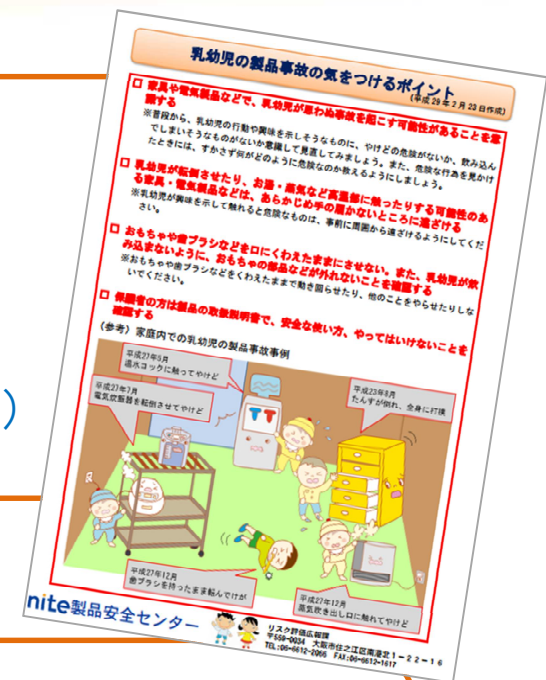 乳幼児の製品事故の気をつけるポイント
(平成29年2月23日作成)
□ 家具や電気製品などで、乳幼児が思わぬ事故を起こす可能性があることを意
識する
※普段から、乳幼児の行動や興味を示しそうなものに、やけどの危険がないか、飲み込ん
でしまいそうなものがないか意識して見直してみましょう。また、危険な行為を見かけ
たときには、すかさず何がどのように危険なのか教えるようにしましょう。
□ 乳幼児が転倒させたり、お湯・蒸気など高温部に触ったりする可能性のあ
る家具・電気製品などは、あらかじめ手の届かないところに遠ざける
※乳幼児が興味を示して触れると危険なものは、事前に周囲から遠ざけるようにしてくだ
さい。
□ おもちゃや歯ブラシなどを口にくわえたままにさせない。また、乳幼児が飲
み込まないように、おもちゃの部品などが外れないことを確認する
※おもちゃや歯ブラシなどをくわえたままで動き回らせたり、他のことをやらせたりしな
いでください。
□ 保護者の方は製品の取扱説明書で、安全な使い方、やってはいけないことを
確認する
(参考) 家庭内での乳幼児の製品事故事例
平成27年5月
温水コックに触ってやけど
平成27年7月
電気炊飯器を転倒させてやけど
平成23年8月
たんすが倒れ、全身に打撲
)
平成27年12月
歯ブラシを持ったまま転んでけが
平成27年12月
蒸気吹き出し口に触れてやけど
nite製品安全センター
リスク評価広報課
〒559-0034 大阪市住之江区南港北1-22-16
TEL:06-6612-2066 FAX:06-6612-1617